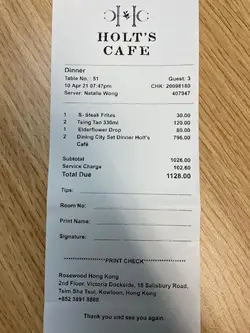 HOLT'S
CAFE
Dinner
Table No. : 51 Guest: 3
10 Apr 21 07:47pm CHK: 20098180
Server: Natalie Wong 407947
1 S- Steak Frites 30.00
2 Tsing Tao 330ml 120.00
1 Elderflower Drop 80.00
2 Dining City Set Dinner Holt's 796.00
Café
Subtotal 1026.00
Service Charge 102.60
Total Due 1128.00
Tips:
Room No:
Print Name:
Signature:
PRINT CHECK
Rosewood Hong Kong
2nd Floor, Victoria Dockside, 18 Salisbury Road,
Tsim Sha Tsui, Kowloon, Hong Kong
+852 3891 8888
Thank you and see you again.